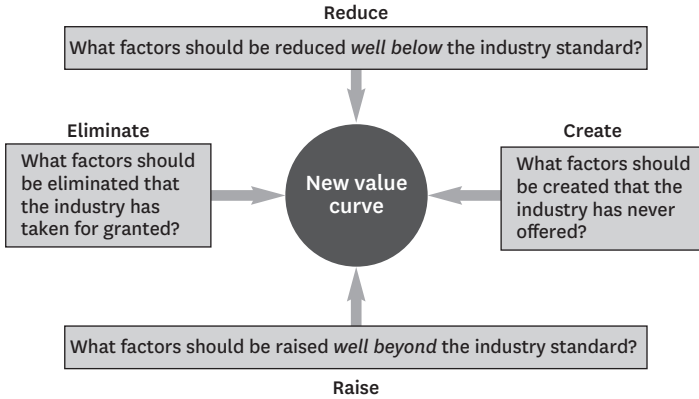 Reduce
What factors should be reduced well below the industry standard?
Eliminate
What factors should
be eliminated that
the industry has
taken for granted?
New value
curve
Create
What factors should
be created that the
industry has never
offered?
What factors should be raised well beyond the industry standard?
Raise